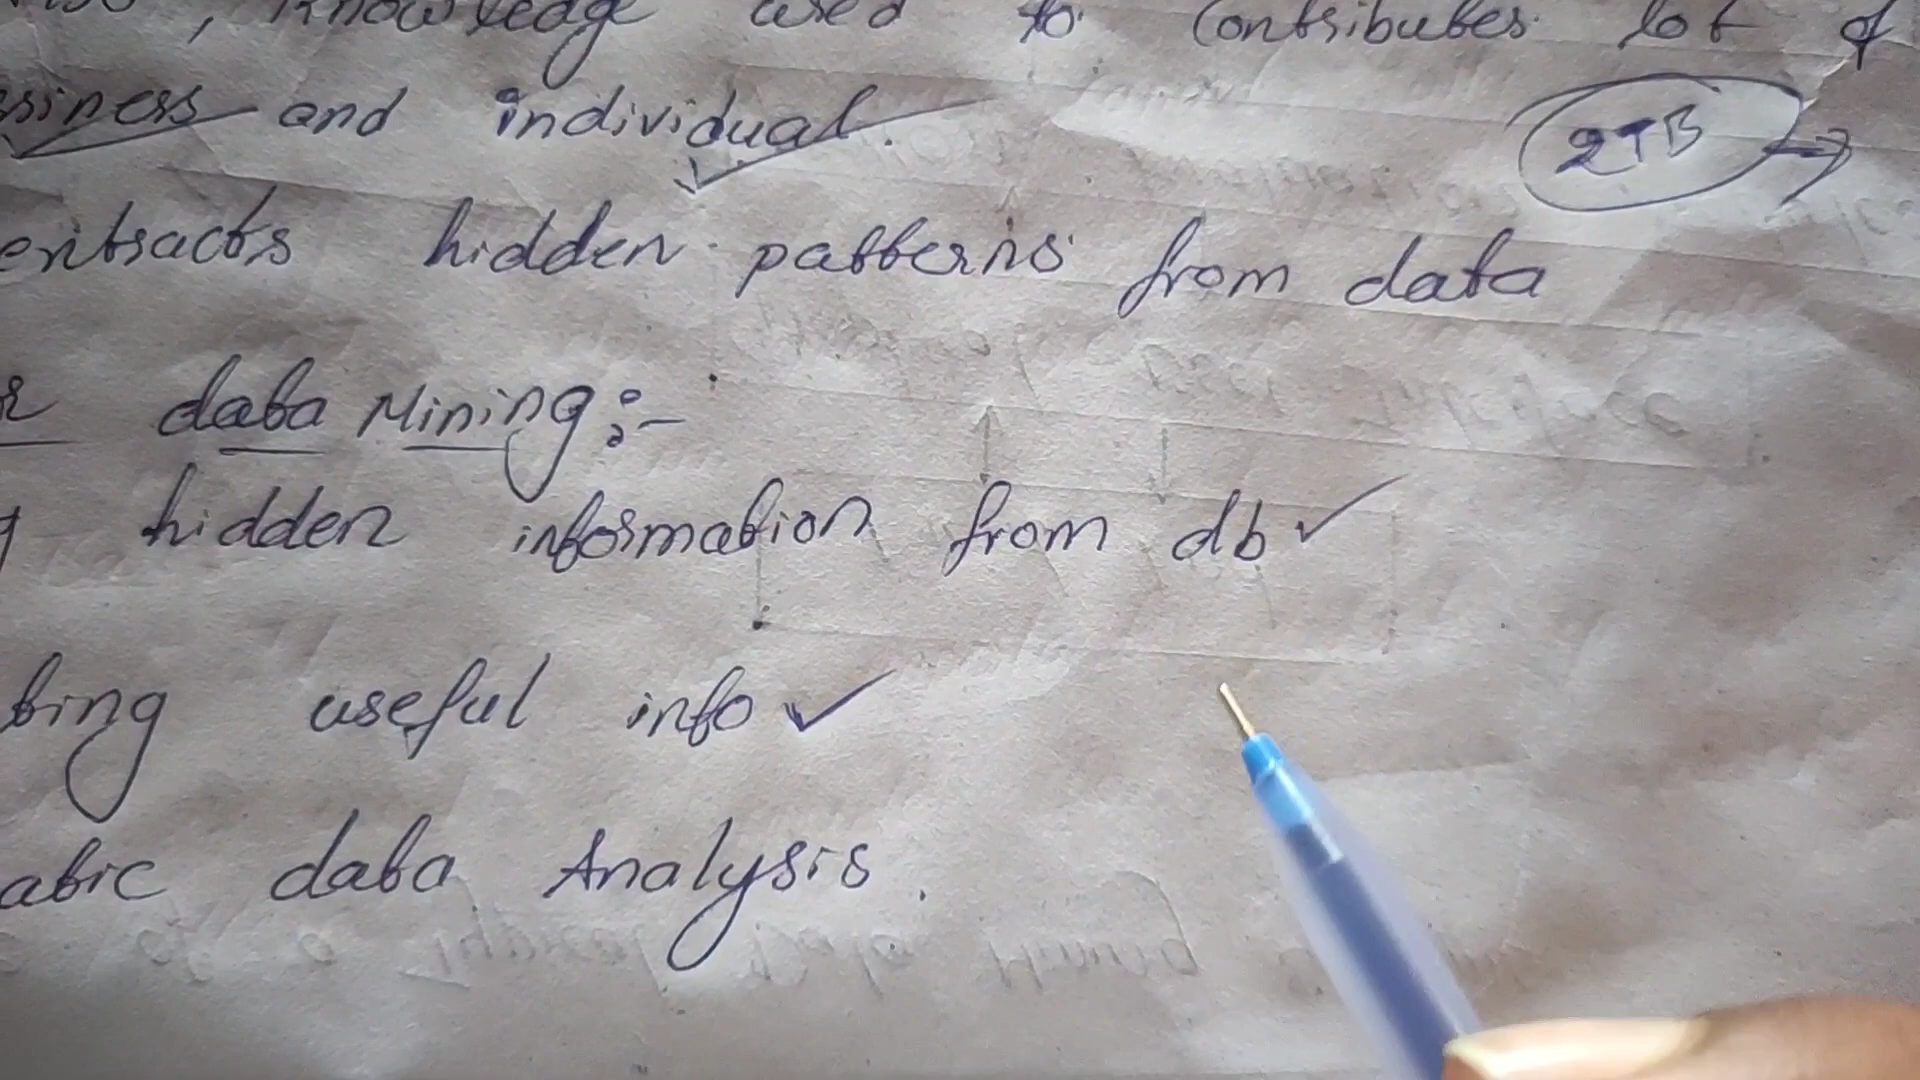 , Knowledge used to Contributes lot of
and individual.
2TB →
hidden patterns from data
data Mining:-
hidden information from db ✓
useful info ✓
data Analysis.